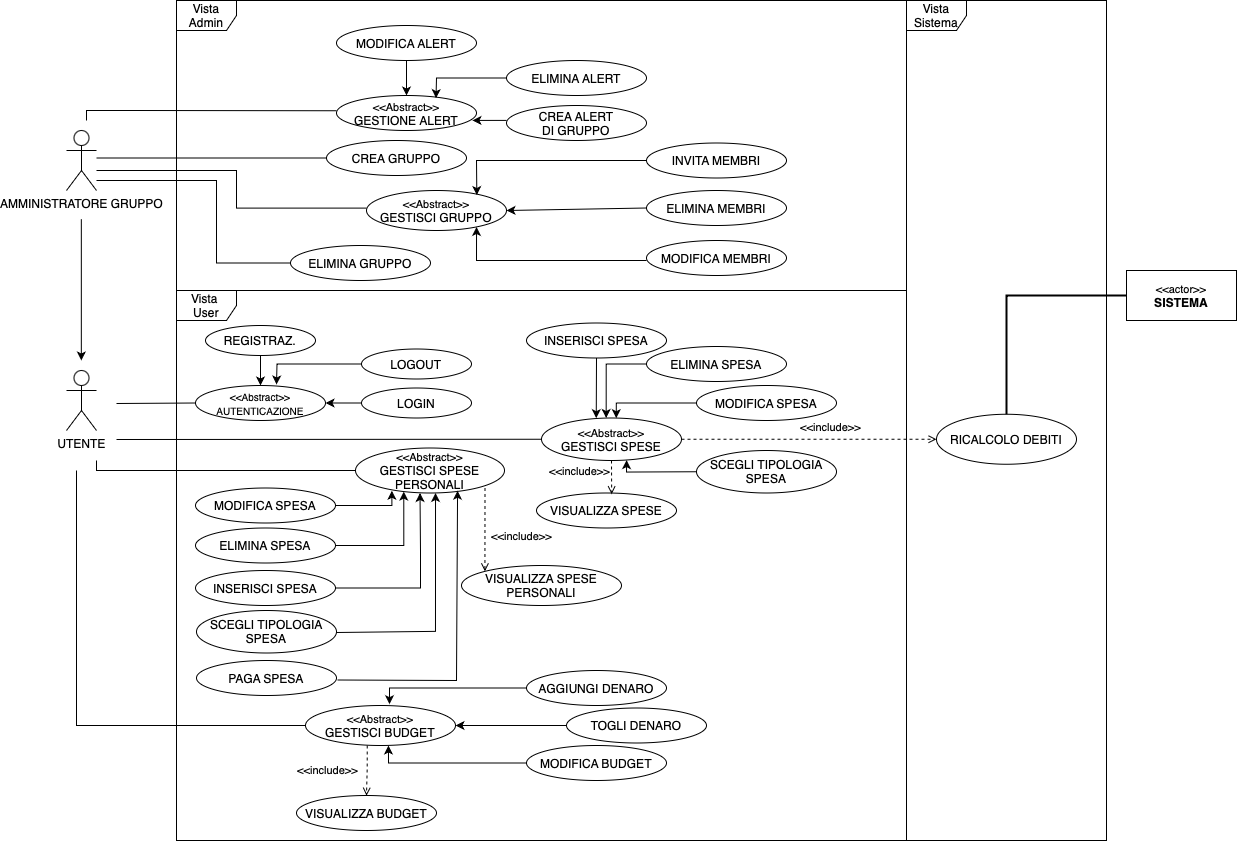 Vista
Admin
Vista
Sistema
MODIFICA ALERT
ELIMINA ALERT
<<Abstract>>
GESTIONE ALERT
CREA ALERT
DI GRUPPO
CREA GRUPPO
INVITA MEMBRI
AMMINISTRATORE GRUPPO
<<Abstract>>
GESTISCI GRUPPO
ELIMINA MEMBRI
MODIFICA MEMBRI
ELIMINA GRUPPO
<<actor>>
SISTEMA
Vista
User
REGISTRAZ.
INSERISCI SPESA
LOGOUT
ELIMINA SPESA
<<Abstract>>
AUTENTICAZIONE
LOGIN
MODIFICA SPESA
UTENTE
<<Abstract>>
GESTISCI SPESE
<<include>>
RICALCOLO DEBITI
<<Abstract>>
GESTISCI SPESE
PERSONALI
<<include>>
SCEGLI TIPOLOGIA
SPESA
MODIFICA SPESA
VISUALIZZA SPESE
ELIMINA SPESA
<<include>>
INSERISCI SPESA
VISUALIZZA SPESE
PERSONALI
SCEGLI TIPOLOGIA
SPESA
PAGA SPESA
AGGIUNGI DENARO
<<Abstract>>
GESTISCI BUDGET
TOGLI DENARO
MODIFICA BUDGET
<<include>>
VISUALIZZA BUDGET